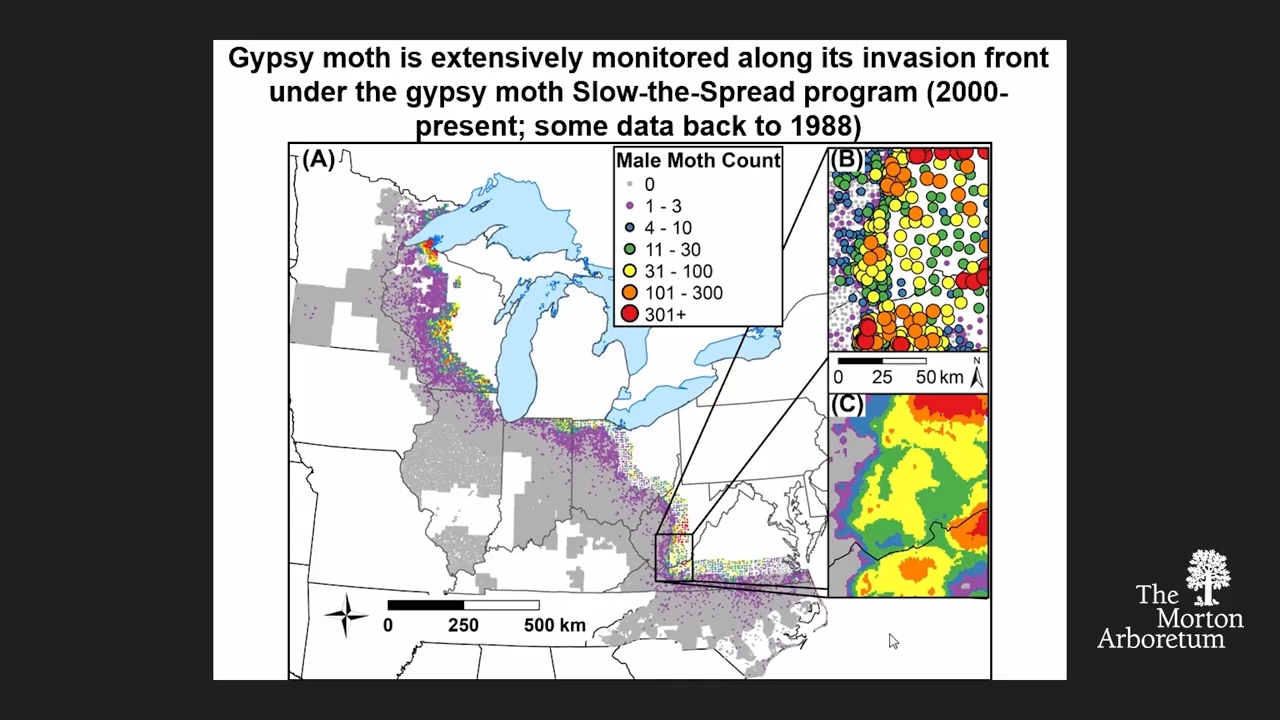 Gypsy moth is extensively monitored along its invasion front
under the gypsy moth Slow-the-Spread program (2000-
present; some data back to 1988)
(A)
Male Moth Count
0
1 - 3
4 - 10
11 - 30
31 - 100
101 - 300
301+
(B)
N
0 25 50 km
(C)
0 250 500 km
The
Morton
Arboretum